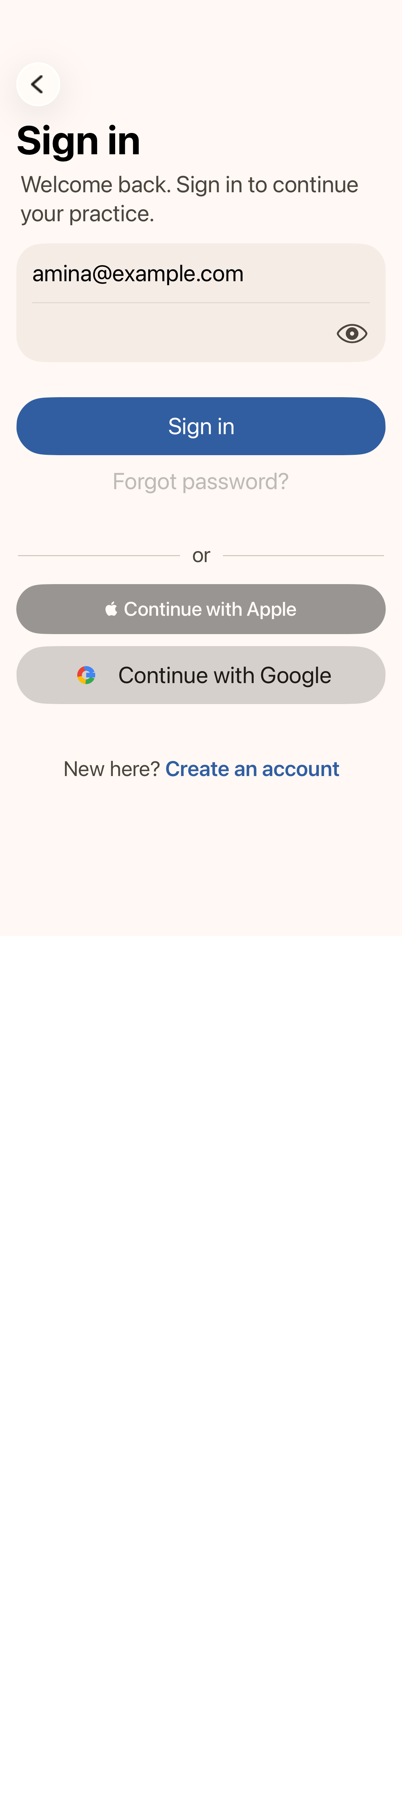 Sign in
Welcome back. Sign in to continue
your practice.
amina@example.com
Sign in
Forgot password?
or
Continue with Apple
Continue with Google
New here? Create an account